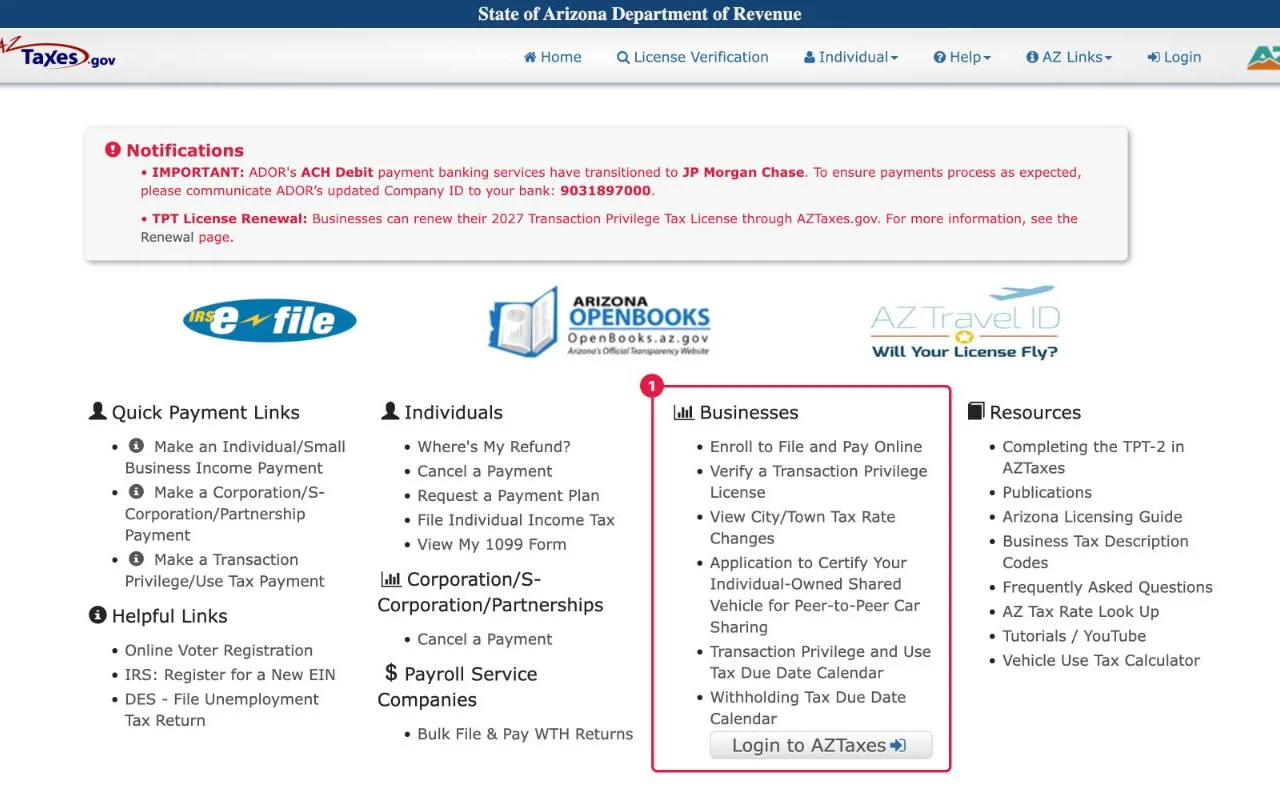 State of Arizona Department of Revenue
AZ Taxes.gov
Home
License Verification
Individual
Help
AZ Links
Login
AZ
Notifications
• IMPORTANT: ADOR's ACH Debit payment banking services have transitioned to JP Morgan Chase. To ensure payments process as expected,
please communicate ADOR’s updated Company ID to your bank: 9031897000.
• TPT License Renewal: Businesses can renew their 2027 Transaction Privilege Tax License through AZTaxes.gov. For more information, see the
Renewal page.
IRS e file
ARIZONA
OPENBOOKS
OpenBooks.az.gov
Arizona's Official Transparency Website
AZ Travel ID
Will Your License Fly?
Quick Payment Links
• Make an Individual/Small
Business Income Payment
• Make a Corporation/S-
Corporation/Partnership
Payment
• Make a Transaction
Privilege/Use Tax Payment
Helpful Links
• Online Voter Registration
• IRS: Register for a New EIN
• DES - File Unemployment
Tax Return
Individuals
• Where's My Refund?
• Cancel a Payment
• Request a Payment Plan
• File Individual Income Tax
• View My 1099 Form
Corporation/S-
Corporation/Partnerships
• Cancel a Payment
$ Payroll Service
Companies
• Bulk File & Pay WTH Returns
1
Businesses
• Enroll to File and Pay Online
• Verify a Transaction Privilege
License
• View City/Town Tax Rate
Changes
• Application to Certify Your
Individual-Owned Shared
Vehicle for Peer-to-Peer Car
Sharing
• Transaction Privilege and Use
Tax Due Date Calendar
• Withholding Tax Due Date
Calendar
Login to AZTaxes
Resources
• Completing the TPT-2 in
AZTaxes
• Publications
• Arizona Licensing Guide
• Business Tax Description
Codes
• Frequently Asked Questions
• AZ Tax Rate Look Up
• Tutorials / YouTube
• Vehicle Use Tax Calculator